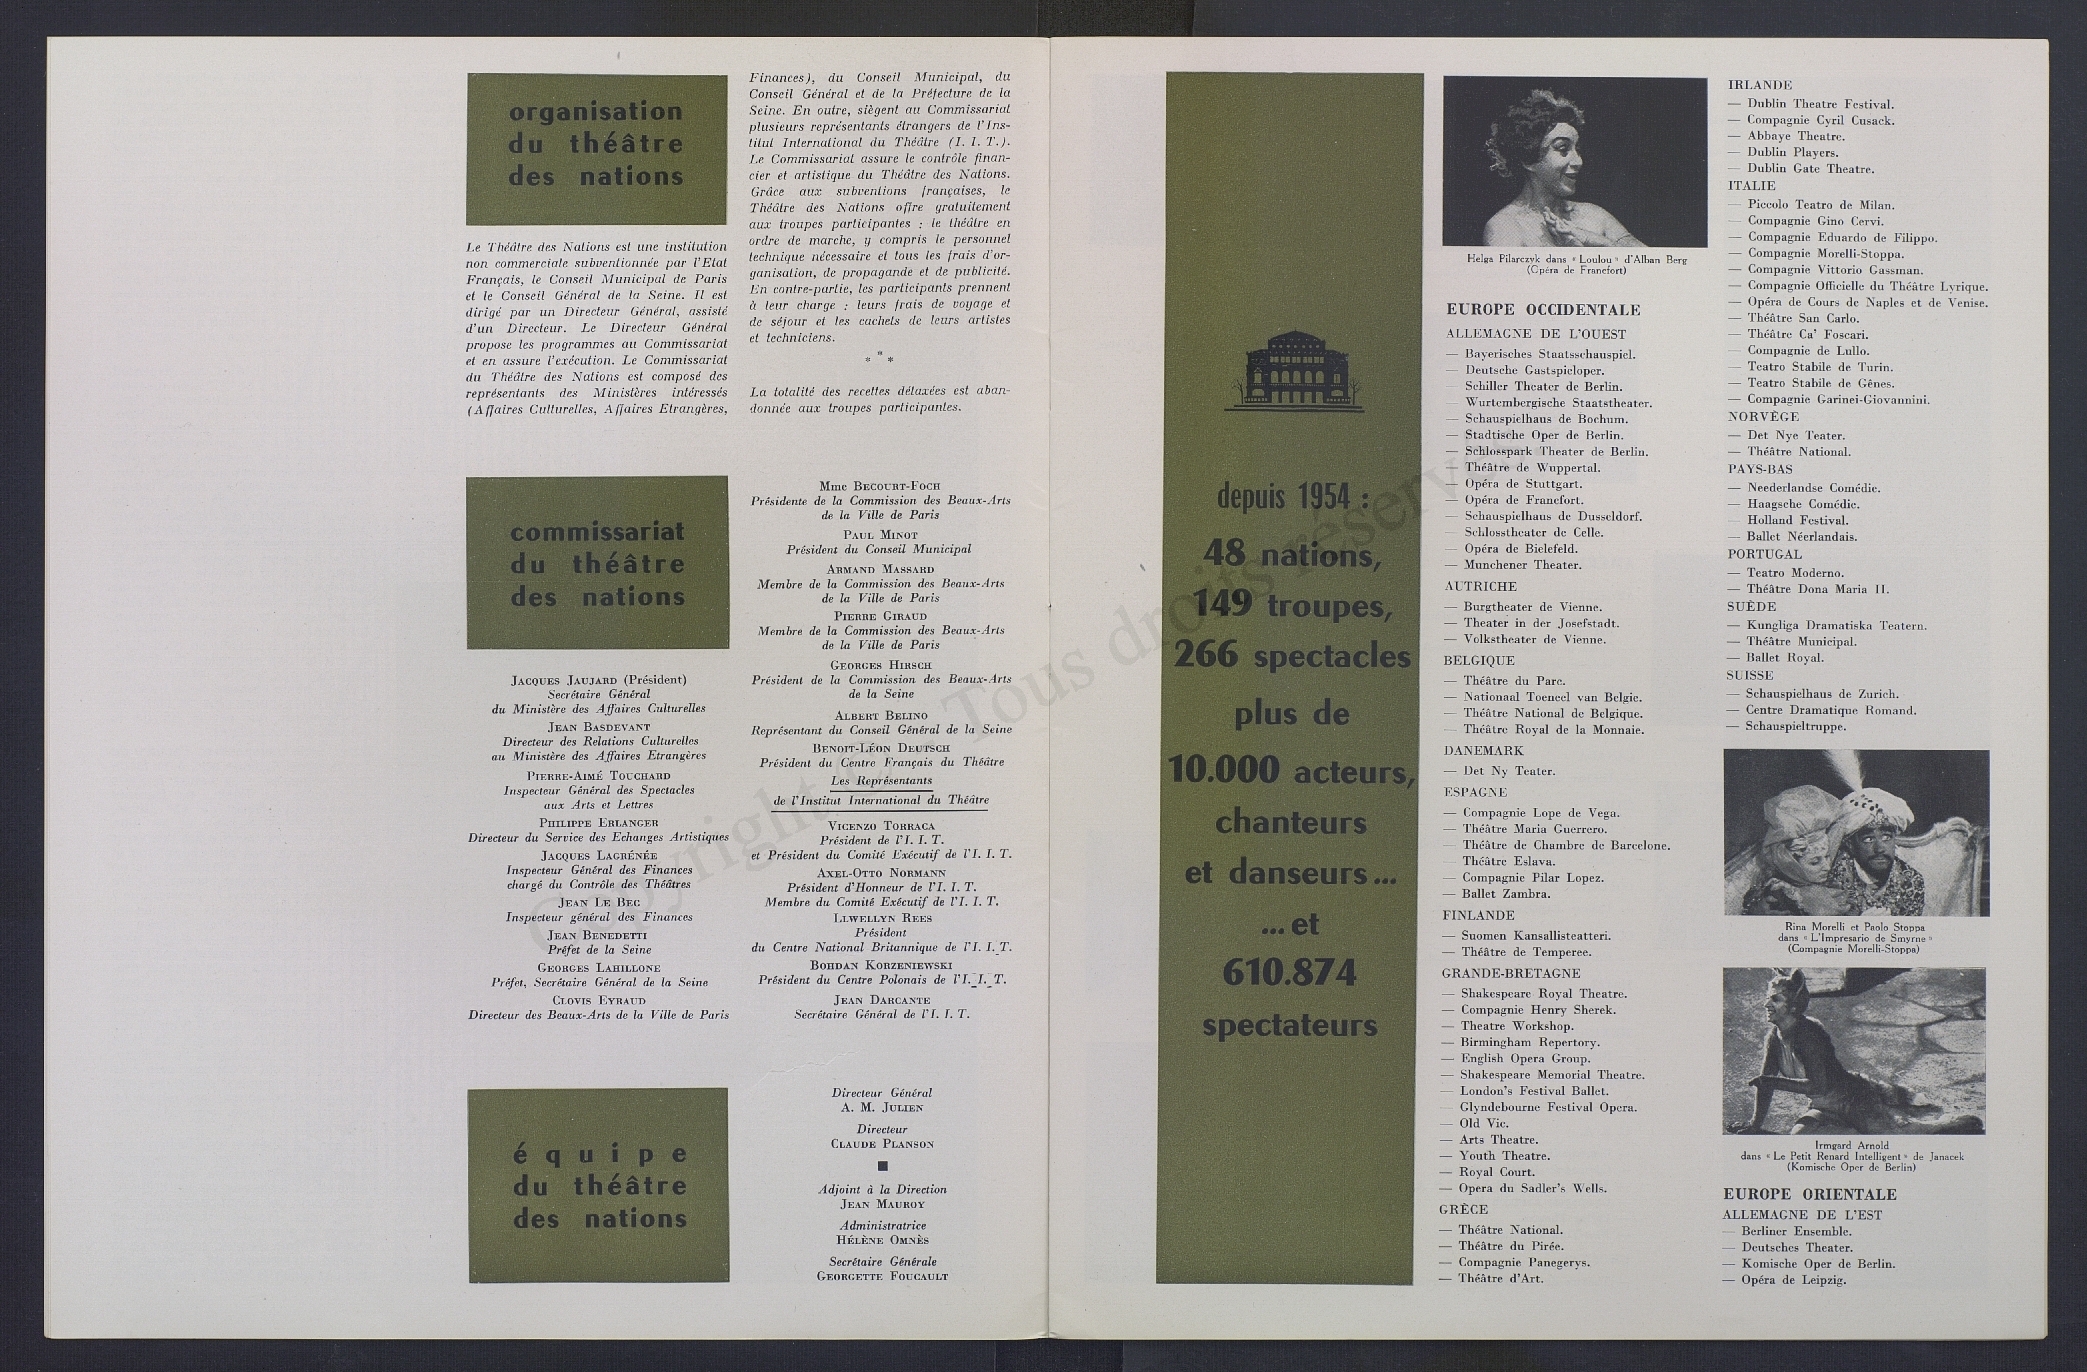 organisation
du théâtre
des nations
Le Théâtre des Nations est une institution
non commerciale subventionnée par l'Etat
Français, le Conseil Municipal de Paris
et le Conseil Général de la Seine. Il est
dirigé par un Directeur Général, assisté
d'un Directeur. Le Directeur Général
propose les programmes au Commissariat
et en assure l'exécution. Le Commissariat
du Théâtre des Nations est composé des
représentants des Ministères intéressés
(Affaires Culturelles, Affaires Etrangères,
Finances), du Conseil Municipal, du
Conseil Général et de la Préfecture de la
Seine. En outre, siègent au Commissariat
plusieurs représentants étrangers de l'Ins-
titut International du Théâtre (I. I. T.).
Le Commissariat assure le contrôle finan-
cier et artistique du Théâtre des Nations.
Grâce aux subventions françaises, le
Théâtre des Nations offre gratuitement
aux troupes participantes : le théâtre en
ordre de marche, y compris le personnel
technique nécessaire et tous les frais d'or-
ganisation, de propagande et de publicité.
En contre-partie, les participants prennent
à leur charge : leurs frais de voyage et
de séjour et les cachets de leurs artistes
et techniciens.
* * *
La totalité des recettes détaxées est aban-
donnée aux troupes participantes.
commissariat
du théâtre
des nations
JACQUES JAUJARD (Président)
Secrétaire Général
du Ministère des Affaires Culturelles
JEAN BASDEVANT
Directeur des Relations Culturelles
au Ministère des Affaires Etrangères
PIERRE-AIMÉ TOUCHARD
Inspecteur Général des Spectacles
aux Arts et Lettres
PHILIPPE ERLANGER
Directeur du Service des Echanges Artistiques
JACQUES LAGRÉNÉE
Inspecteur Général des Finances
chargé du Contrôle des Théâtres
JEAN LE BEC
Inspecteur général des Finances
JEAN BENEDETTI
Préfet de la Seine
GEORGES LAHILLONE
Préfet, Secrétaire Général de la Seine
CLOVIS EYRAUD
Directeur des Beaux-Arts de la Ville de Paris
Mme BECOURT-FOCH
Présidente de la Commission des Beaux-Arts
de la Ville de Paris
PAUL MINOT
Président du Conseil Municipal
ARMAND MASSARD
Membre de la Commission des Beaux-Arts
de la Ville de Paris
PIERRE GIRAUD
Membre de la Commission des Beaux-Arts
de la Ville de Paris
GEORGES HIRSCH
Président de la Commission des Beaux-Arts
de la Seine
ALBERT BELINO
Représentant du Conseil Général de la Seine
BENOIT-LÉON DEUTSCH
Président du Centre Français du Théâtre
Les Représentants
de l'Institut International du Théâtre
VICENZO TORRACA
Président de l'I. I. T.
et Président du Comité Exécutif de l'I. I. T.
AXEL-OTTO NORMANN
Président d'Honneur de l'I. I. T.
Membre du Comité Exécutif de l'I. I. T.
LLWELLYN REES
Président
du Centre National Britannique de l'I. I. T.
BOHDAN KORZENIEWSKI
Président du Centre Polonais de l'I. I. T.
JEAN DARCANTE
Secrétaire Général de l'I. I. T.
équipe
du théâtre
des nations
Directeur Général
A. M. JULIEN
Directeur
CLAUDE PLANSON
Adjoint à la Direction
JEAN MAUROY
Administratrice
HÉLÈNE OMNÈS
Secrétaire Générale
GEORGETTE FOUCAULT
depuis 1954 :
48 nations,
149 troupes,
266 spectacles
plus de
10.000 acteurs,
chanteurs
et danseurs...
... et
610.874
spectateurs
Helga Pilarczyk dans « Loulou » d'Alban Berg
(Opéra de Francfort)
EUROPE OCCIDENTALE
ALLEMAGNE DE L'OUEST
— Bayerisches Staatsschauspiel.
— Deutsche Gastspieloper.
— Schiller Theater de Berlin.
— Wurtembergische Staatstheater.
— Schauspielhaus de Bochum.
— Stadtische Oper de Berlin.
— Schlosspark Theater de Berlin.
— Théâtre de Wuppertal.
— Opéra de Stuttgart.
— Opéra de Francfort.
— Schauspielhaus de Dusseldorf.
— Schlosstheater de Celle.
— Opéra de Bielefeld.
— Munchener Theater.
AUTRICHE
— Burgtheater de Vienne.
— Theater in der Josefstadt.
— Volkstheater de Vienne.
BELGIQUE
— Théâtre du Parc.
— Nationaal Toeneel van Belgie.
— Théâtre National de Belgique.
— Théâtre Royal de la Monnaie.
DANEMARK
— Det Ny Teater.
ESPAGNE
— Compagnie Lope de Vega.
— Théâtre Maria Guerrero.
— Théâtre de Chambre de Barcelone.
— Théâtre Eslava.
— Compagnie Pilar Lopez.
— Ballet Zambra.
FINLANDE
— Suomen Kansallisteatteri.
— Théâtre de Temperee.
GRANDE-BRETAGNE
— Shakespeare Royal Theatre.
— Compagnie Henry Sherek.
— Theatre Workshop.
— Birmingham Repertory.
— English Opera Group.
— Shakespeare Memorial Theatre.
— London's Festival Ballet.
— Glyndebourne Festival Opera.
— Old Vic.
— Arts Theatre.
— Youth Theatre.
— Royal Court.
— Opera du Sadler's Wells.
GRÈCE
— Théâtre National.
— Théâtre du Pirée.
— Compagnie Panegerys.
— Théâtre d'Art.
IRLANDE
— Dublin Theatre Festival.
— Compagnie Cyril Cusack.
— Abbaye Theatre.
— Dublin Players.
— Dublin Gate Theatre.
ITALIE
— Piccolo Teatro de Milan.
— Compagnie Gino Cervi.
— Compagnie Eduardo de Filippo.
— Compagnie Morelli-Stoppa.
— Compagnie Vittorio Gassman.
— Compagnie Officielle du Théâtre Lyrique.
— Opéra de Cours de Naples et de Venise.
— Théâtre San Carlo.
— Théâtre Ca' Foscari.
— Compagnie de Lullo.
— Teatro Stabile de Turin.
— Teatro Stabile de Gênes.
— Compagnie Garinei-Giovannini.
NORVÈGE
— Det Nye Teater.
— Théâtre National.
PAYS-BAS
— Neederlandse Comédie.
— Haagsche Comédie.
— Holland Festival.
— Ballet Néerlandais.
PORTUGAL
— Teatro Moderno.
— Théâtre Dona Maria II.
SUÈDE
— Kungliga Dramatiska Teatern.
— Théâtre Municipal.
— Ballet Royal.
SUISSE
— Schauspielhaus de Zurich.
— Centre Dramatique Romand.
— Schauspieltruppe.
Rina Morelli et Paolo Stoppa
dans « L'Impresario de Smyrne »
(Compagnie Morelli-Stoppa)
Irmgard Arnold
dans « Le Petit Renard Intelligent » de Janacek
(Komische Oper de Berlin)
EUROPE ORIENTALE
ALLEMAGNE DE L'EST
— Berliner Ensemble.
— Deutsches Theater.
— Komische Oper de Berlin.
— Opéra de Leipzig.
Copyright © Tous droits réservés